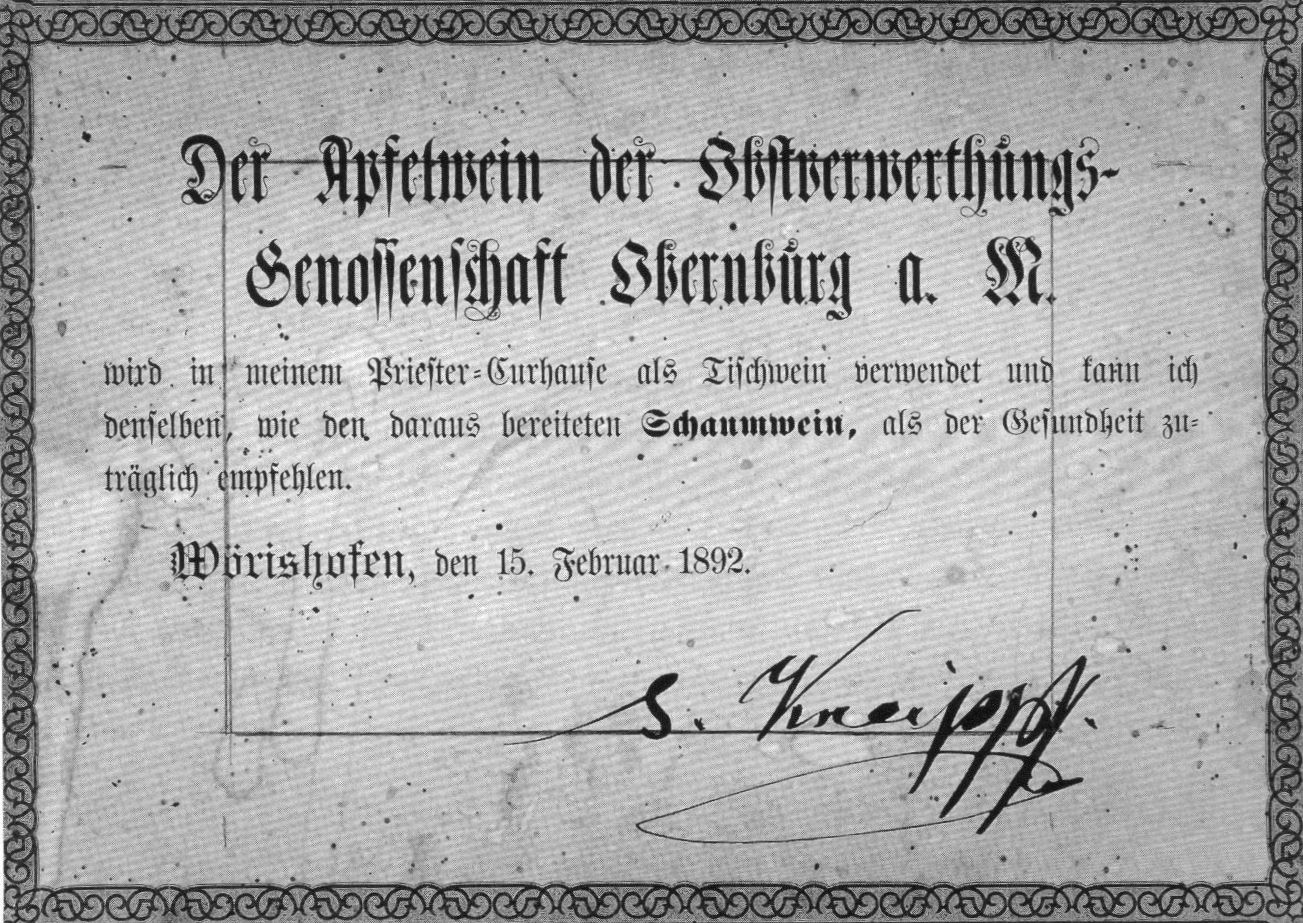 Der Apfelwein der Obstverwerthungs-
Genossenschaft Obernburg a. M.
wird in meinem Priester-Curhause als Tischwein verwendet und kann ich
denselben, wie den daraus bereiteten Schaumwein, als der Gesundheit zu-
träglich empfehlen.
Wörishofen, den 15. Februar 1892.
S. Kneipp.